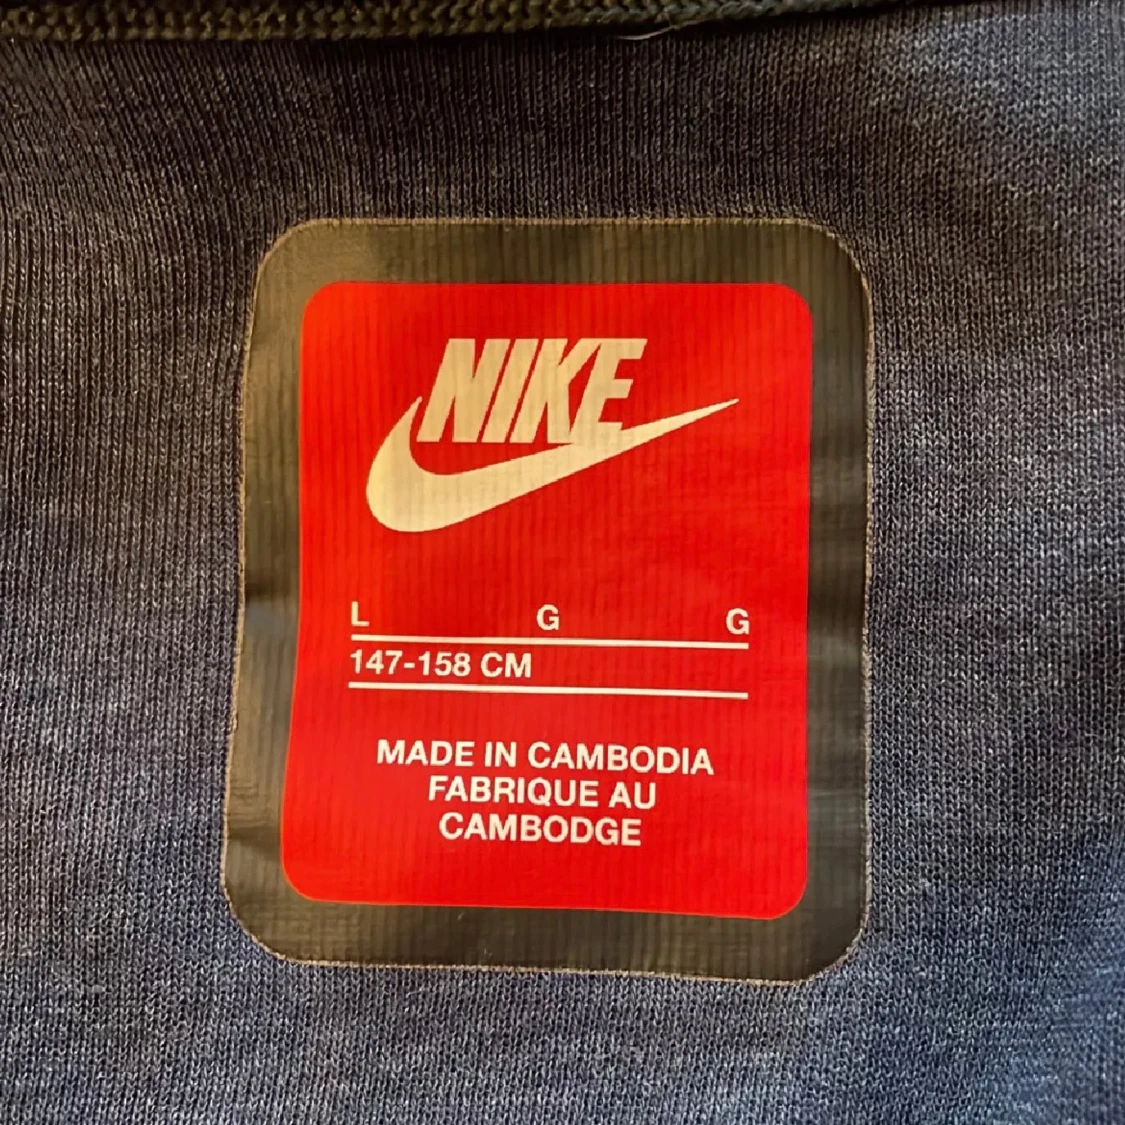 NIKE
L G G
147-158 CM
MADE IN CAMBODIA
FABRIQUE AU
CAMBODGE